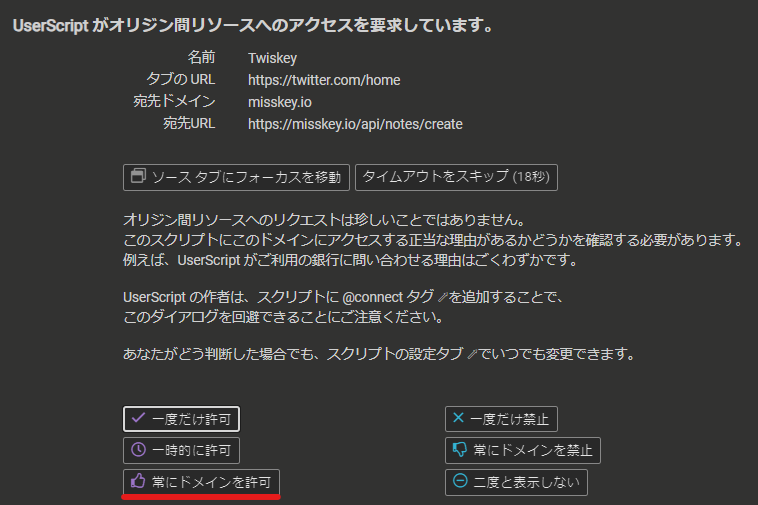 UserScript がオリジン間リソースへのアクセスを要求しています。
名前 Twiskey
タブの URL https://twitter.com/home
宛先ドメイン misskey.io
宛先URL https://misskey.io/api/notes/create
ソース タブにフォーカスを移動 タイムアウトをスキップ (18秒)
オリジン間リソースへのリクエストは珍しいことではありません。
このスクリプトにこのドメインにアクセスする正当な理由があるかどうかを確認する必要があります。
例えば、UserScript がご利用の銀行に問い合わせる理由はごくわずかです。
UserScript の作者は、スクリプトに @connect タグ を追加することで、
このダイアログを回避できることにご注意ください。
あなたがどう判断した場合でも、スクリプトの設定タブ でいつでも変更できます。
一度だけ許可 一度だけ禁止
一時的に許可 常にドメインを禁止
常にドメインを許可 二度と表示しない